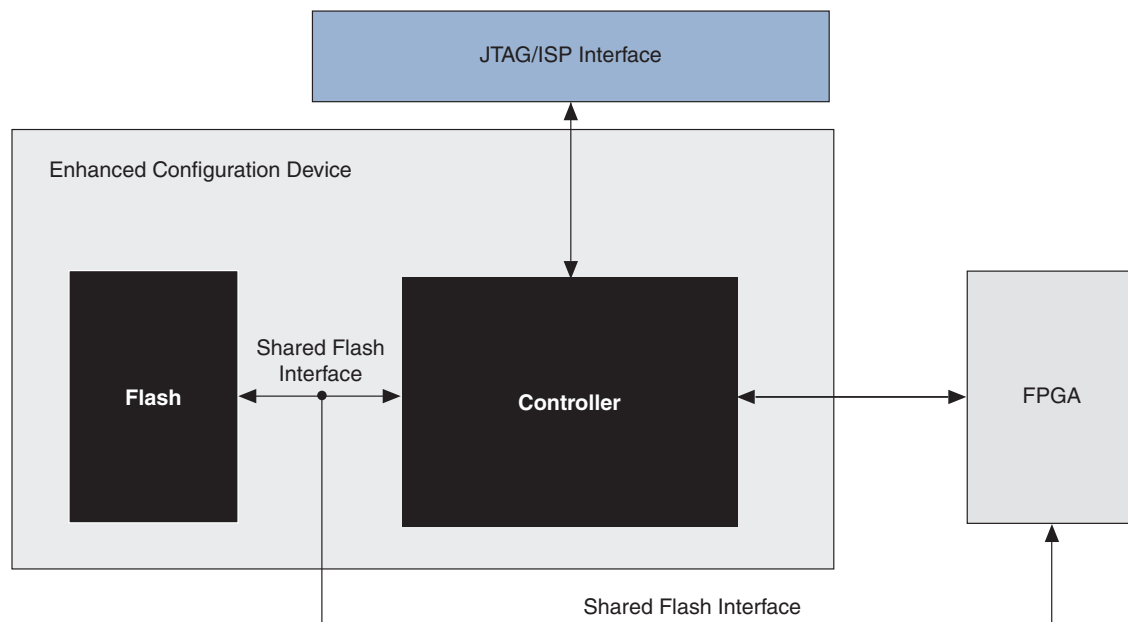 JTAG/ISP Interface
Enhanced Configuration Device
Shared Flash
Interface
Flash
Controller
FPGA
Shared Flash Interface